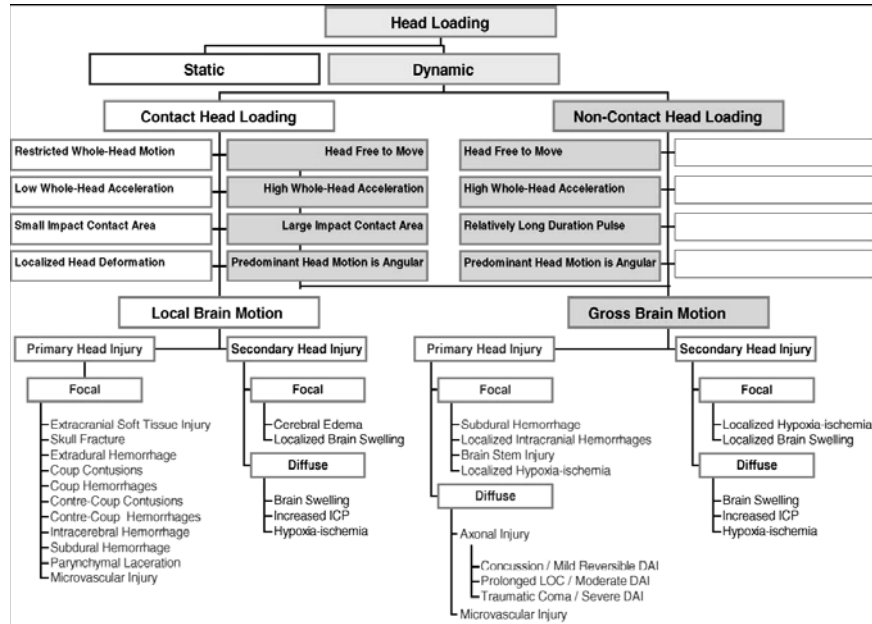 Head Loading
Static
Dynamic
Contact Head Loading
Non-Contact Head Loading
Restricted Whole-Head Motion
Head Free to Move
Head Free to Move
Low Whole-Head Acceleration
High Whole-Head Acceleration
High Whole-Head Acceleration
Small Impact Contact Area
Large Impact Contact Area
Relatively Long Duration Pulse
Localized Head Deformation
Predominant Head Motion is Angular
Predominant Head Motion is Angular
Local Brain Motion
Gross Brain Motion
Primary Head Injury
Secondary Head Injury
Focal
Extracranial Soft Tissue Injury
Skull Fracture
Extradural Hemorrhage
Coup Contusions
Coup Hemorrhages
Contre-Coup Contusions
Contre-Coup Hemorrhages
Intracerebral Hemorrhage
Subdural Hemorrhage
Parynchymal Laceration
Microvascular Injury
Focal
Cerebral Edema
Localized Brain Swelling
Diffuse
Brain Swelling
Increased ICP
Hypoxia-ischemia
Primary Head Injury
Secondary Head Injury
Focal
Subdural Hemorrhage
Localized Intracranial Hemorrhages
Brain Stem Injury
Localized Hypoxia-ischemia
Diffuse
Axonal Injury
Concussion / Mild Reversible DAI
Prolonged LOC / Moderate DAI
Traumatic Coma / Severe DAI
Microvascular Injury
Focal
Localized Hypoxia-ischemia
Localized Brain Swelling
Diffuse
Brain Swelling
Increased ICP
Hypoxia-ischemia